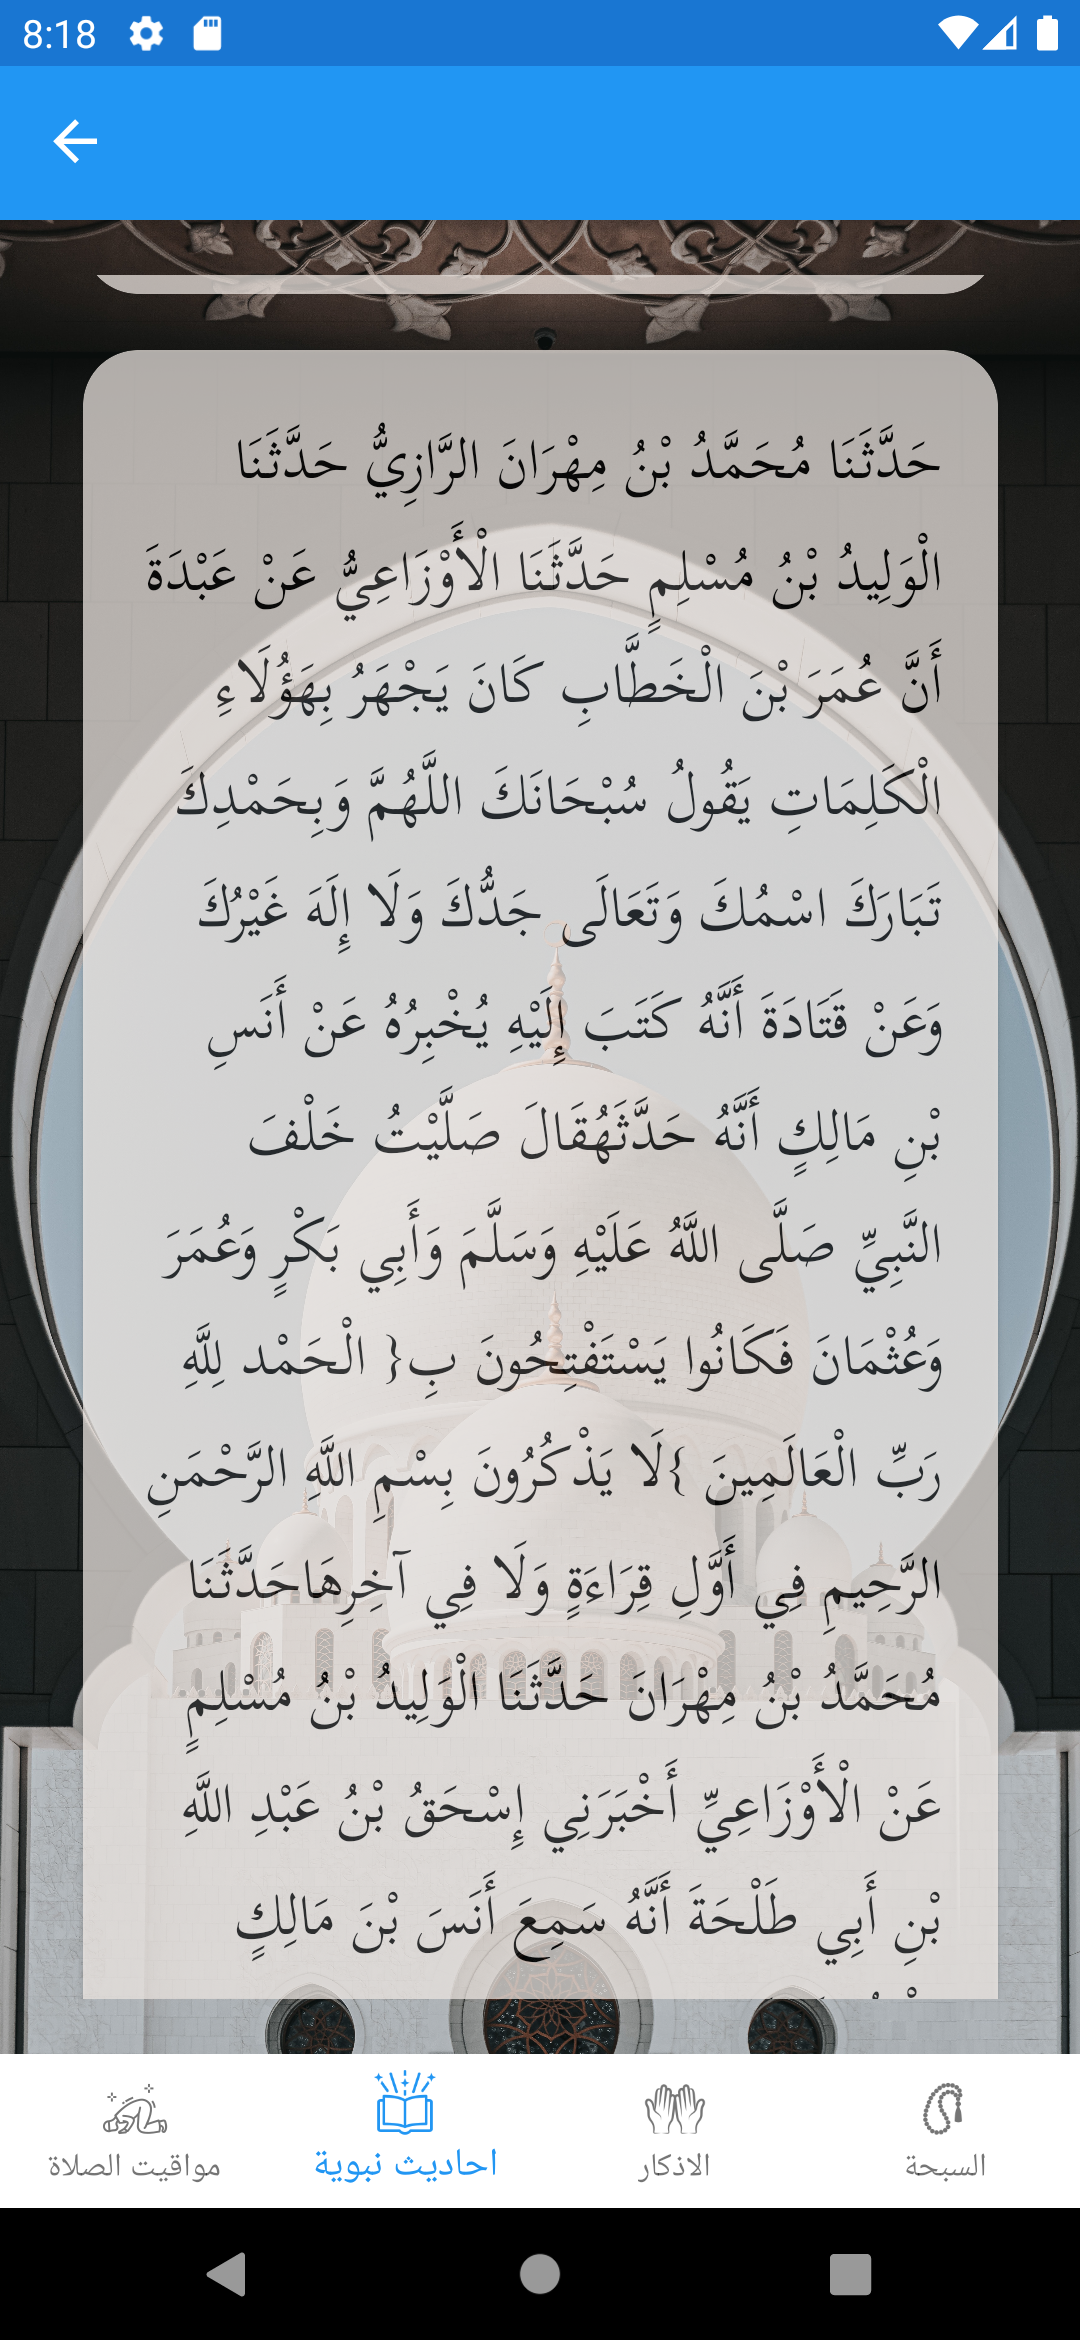 8:18
حَدَّثَنَا مُحَمَّدُ بْنُ مِهْرَانَ الرَّازِيُّ حَدَّثَنَا
الْوَلِيدُ بْنُ مُسْلِمٍ حَدَّثَنَا الْأَوْزَاعِيُّ عَنْ عَبْدَةَ
أَنَّ عُمَرَ بْنَ الْخَطَّابِ كَانَ يَجْهَرُ بِهَؤُلَاءِ
الْكَلِمَاتِ يَقُولُ سُبْحَانَكَ اللَّهُمَّ وَبِحَمْدِكَ
تَبَارَكَ اسْمُكَ وَتَعَالَى جَدُّكَ وَلَا إِلَهَ غَيْرُكَ
وَعَنْ قَتَادَةَ أَنَّهُ كَتَبَ إِلَيْهِ يُخْبِرُهُ عَنْ أَنَسِ
بْنِ مَالِكٍ أَنَّهُ حَدَّثَهُقَالَ صَلَّيْتُ خَلْفَ
النَّبِيِّ صَلَّى اللَّهُ عَلَيْهِ وَسَلَّمَ وَأَبِي بَكْرٍ وَعُمَرَ
وَعُثْمَانَ فَكَانُوا يَسْتَفْتِحُونَ بِ{ الْحَمْد لِلَّهِ
رَبِّ الْعَالَمِينَ }لَا يَذْكُرُونَ بِسْمِ اللَّهِ الرَّحْمَنِ
الرَّحِيمِ فِي أَوَّلِ قِرَاءَةٍ وَلَا فِي آخِرِهَاحَدَّثَنَا
مُحَمَّدُ بْنُ مِهْرَانَ حَدَّثَنَا الْوَلِيدُ بْنُ مُسْلِمٍ
عَنْ الْأَوْزَاعِيِّ أَخْبَرَنِي إِسْحَقُ بْنُ عَبْدِ اللَّهِ
بْنِ أَبِي طَلْحَةَ أَنَّهُ سَمِعَ أَنَسَ بْنَ مَالِكٍ
السبحة
الاذكار
احاديث نبوية
مواقيت الصلاة